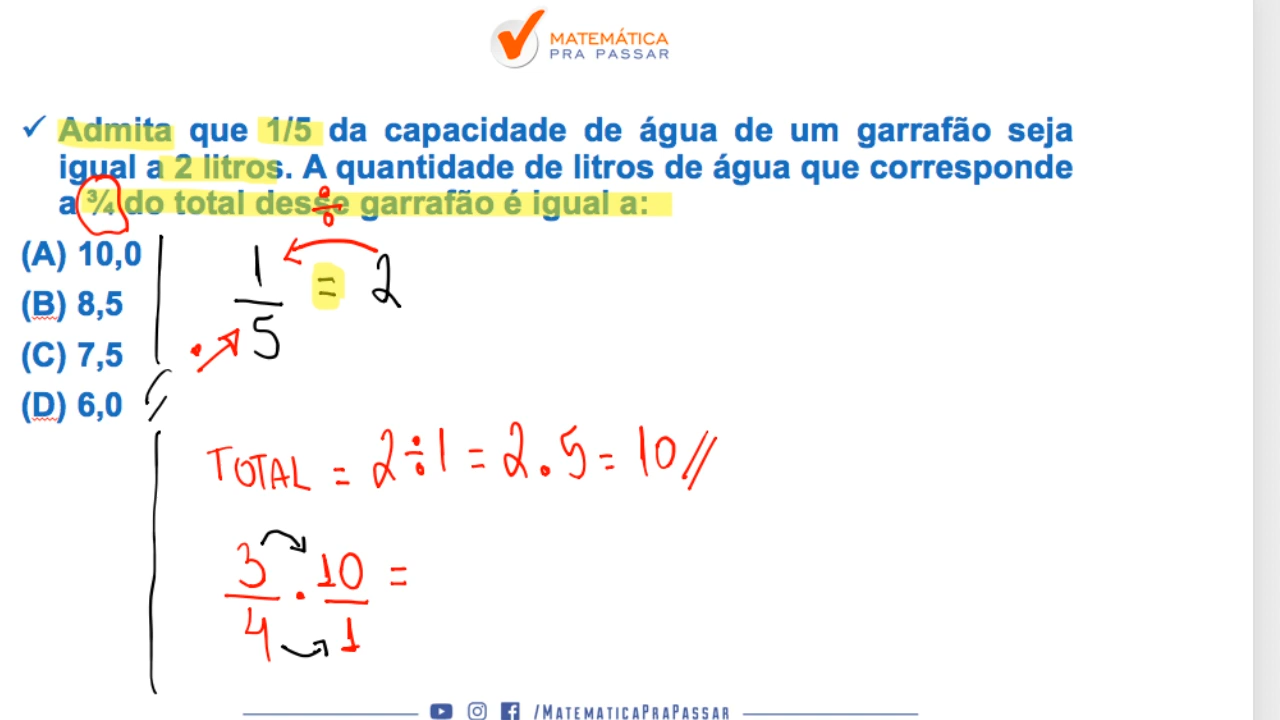 MATEMÁTICA
PRA PASSAR
✓ Admita que 1/5 da capacidade de água de um garrafão seja
igual a 2 litros. A quantidade de litros de água que corresponde
a ¾ do total desse garrafão é igual a:
(A) 10,0
(B) 8,5
(C) 7,5
(D) 6,0
÷
1/5 = 2
TOTAL = 2 ÷ 1 = 2 . 5 = 10//
3/4 . 10/1 =
/MATEMATICAPRAPASSAR